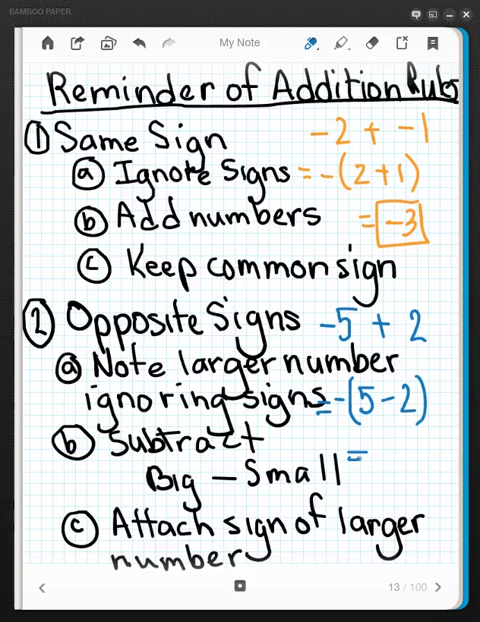 BAMBOO PAPER
My Note
Reminder of Addition Rules
① Same Sign -2 + -1
ⓐ Ignote Signs = -(2+1)
ⓑ Add numbers = -3
ⓒ Keep common sign
② Opposite Signs -5 + 2
ⓐ Note larger number
ignoring signs = -(5-2)
ⓑ Subtract
Big - Small =
ⓒ Attach sign of larger
number
13 / 100